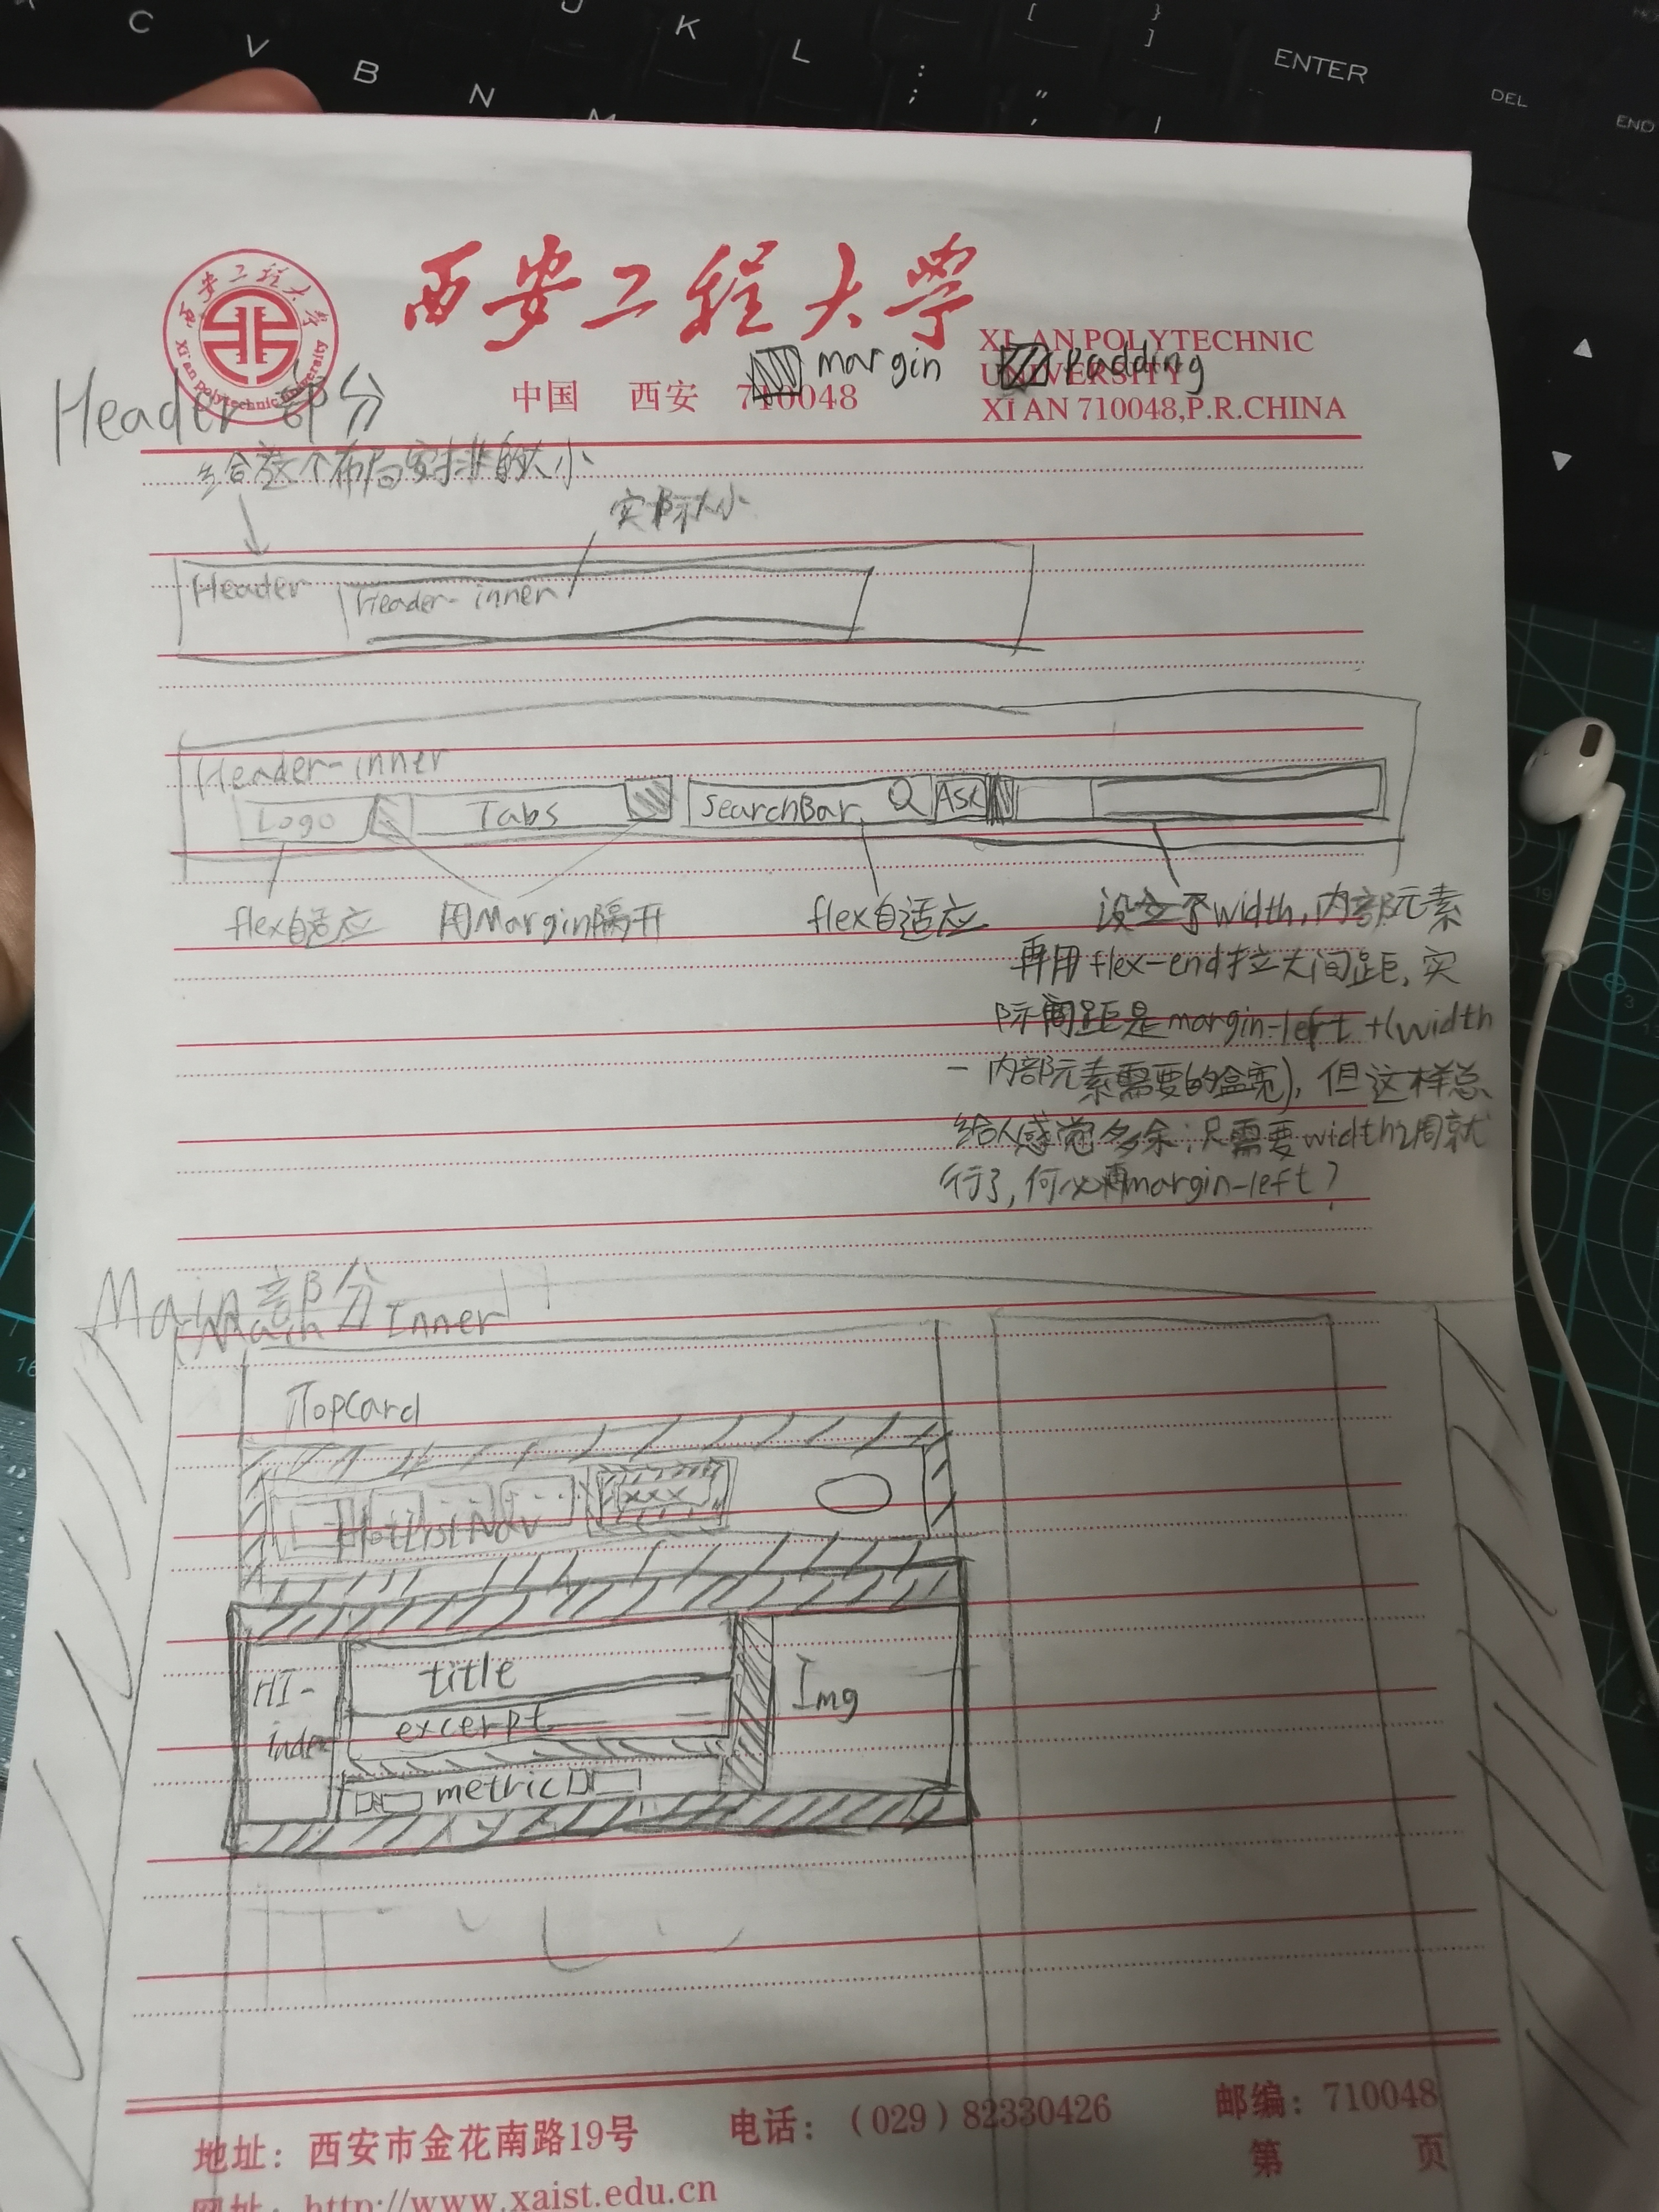 C
V
B
N
M
J
K
L
:
;
"
'
[
{
]
}
ENTER
DEL
END
西安工程大学
西安工程大学
Xi'an Polytechnic University
XI'AN POLYTECHNIC
UNIVERSITY
XI'AN 710048,P.R.CHINA
中国 西安 710048
margin padding
Header部分
给这个布局安排的大小
实际大小
Header
Header-inner
Header-inner
Logo Tabs SearchBar Q Ask
flex自适应 用Margin隔开 flex自适应
设立了width,内部元素
再用flex-end拉大间距,实
际间距是margin-left+(width
-内部元素需要的盒宽),但这样总
给人感觉多余:只需要width调就
行了,何必再margin-left?
Main部分
Main Inner
TopCard
HotListNav
xxx
HI-
index
title
excerpt
metric
Img
地址:西安市金花南路19号 电话:(029)82330426 邮编:710048
第 页
网址:http://www.xaist.edu.cn